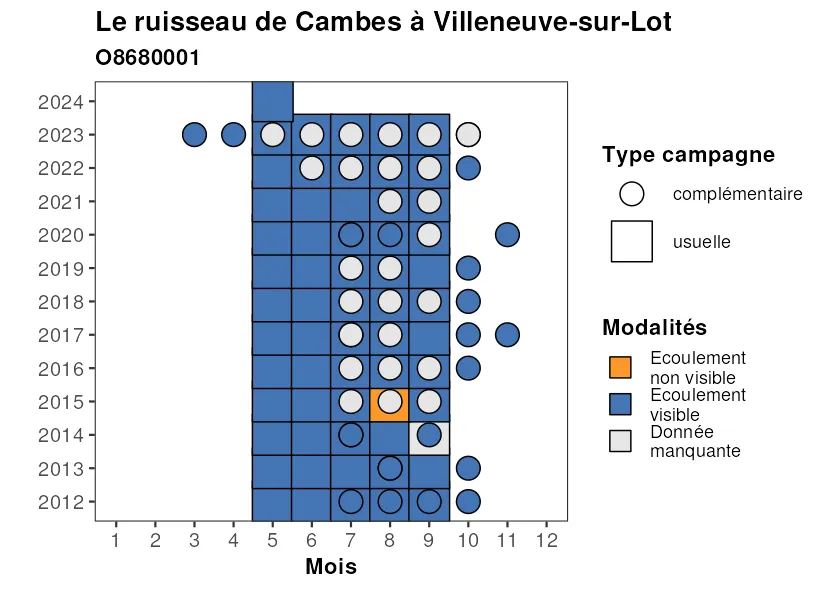 Le ruisseau de Cambes à Villeneuve-sur-Lot
O8680001
2024
2023
2022
2021
2020
2019
2018
2017
2016
2015
2014
2013
2012
1 2 3 4 5 6 7 8 9 10 11 12
Mois
Type campagne
complémentaire
usuelle
Modalités
Ecoulement
non visible
Ecoulement
visible
Donnée
manquante